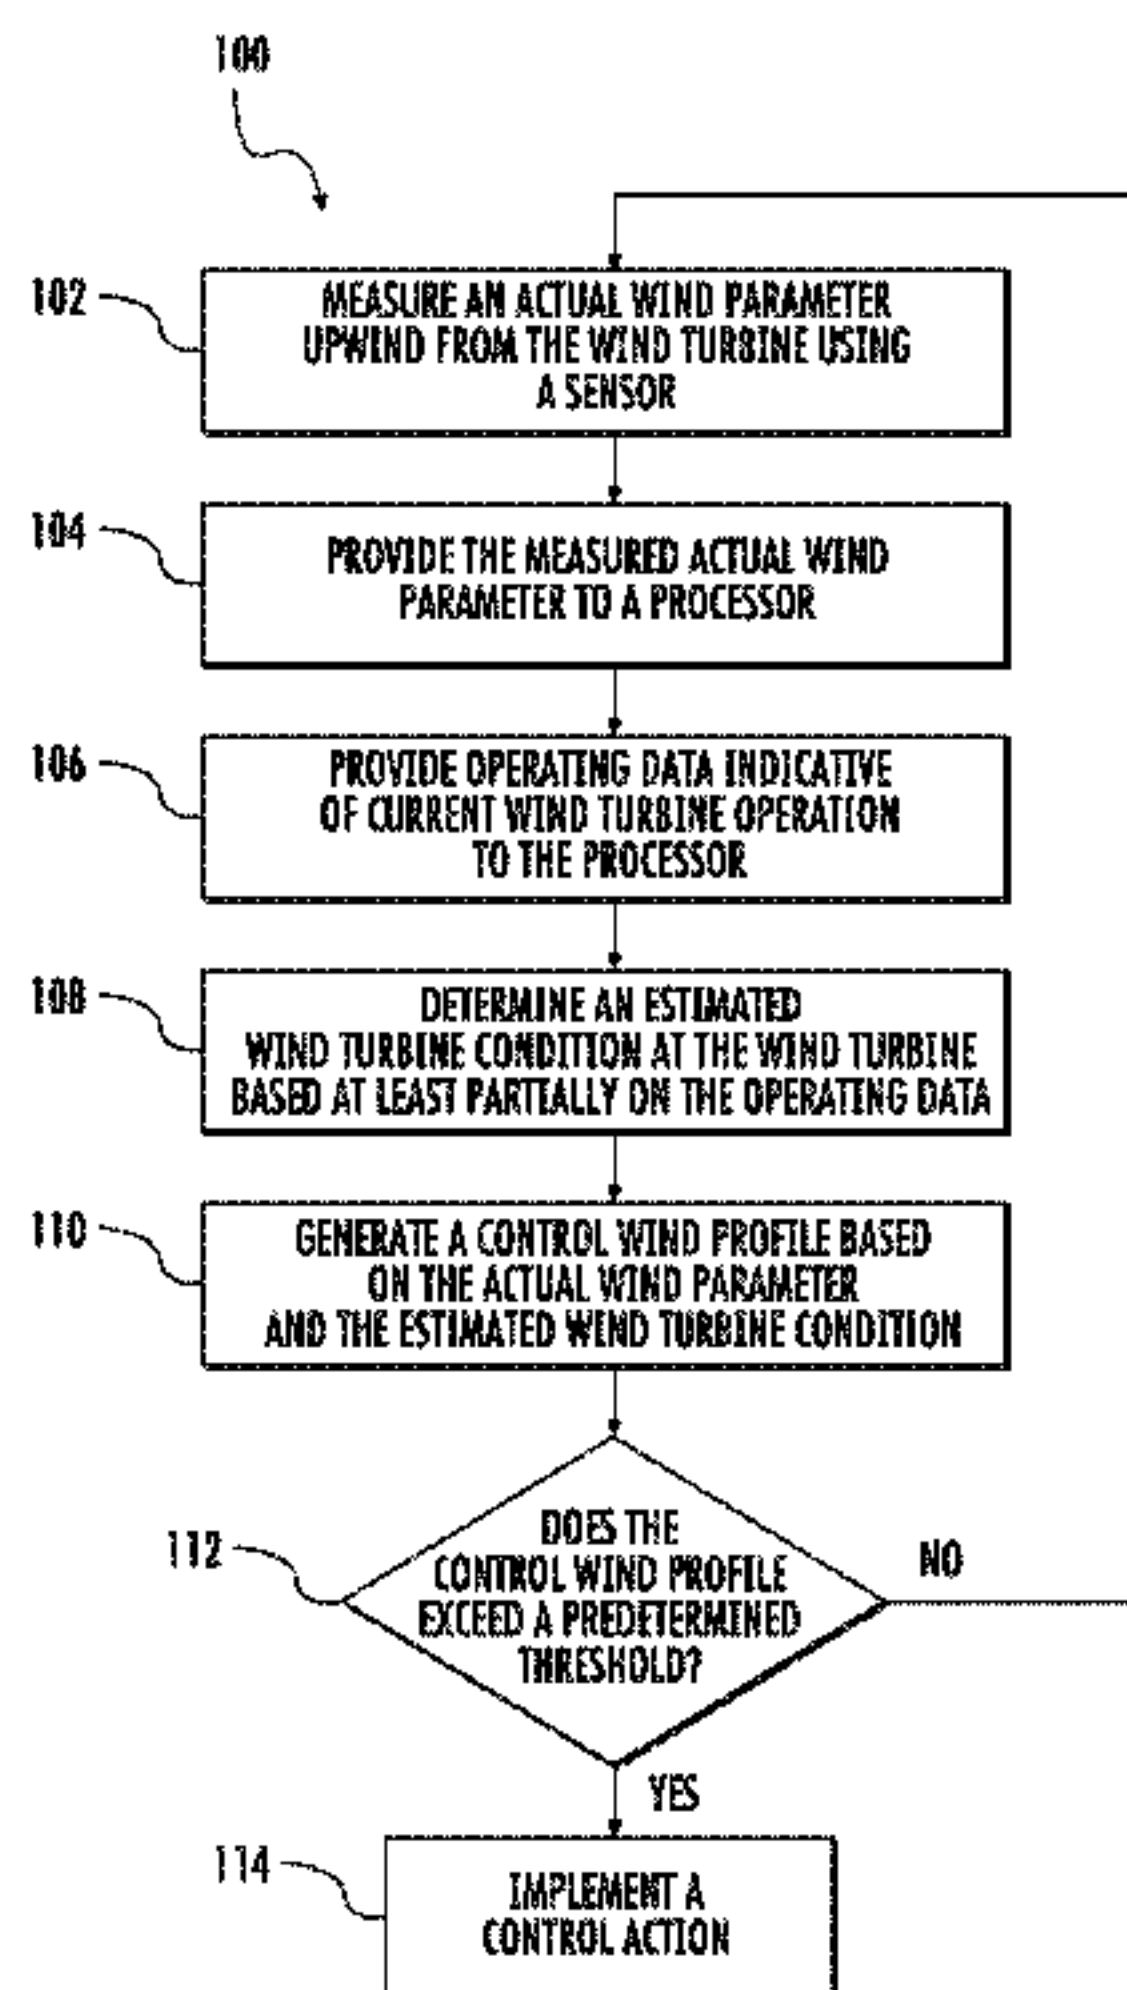 100
102
MEASURE AN ACTUAL WIND PARAMETER
UPWIND FROM THE WIND TURBINE USING
A SENSOR
104
PROVIDE THE MEASURED ACTUAL WIND
PARAMETER TO A PROCESSOR
106
PROVIDE OPERATING DATA INDICATIVE
OF CURRENT WIND TURBINE OPERATION
TO THE PROCESSOR
108
DETERMINE AN ESTIMATED
WIND TURBINE CONDITION AT THE WIND TURBINE
BASED AT LEAST PARTIALLY ON THE OPERATING DATA
110
GENERATE A CONTROL WIND PROFILE BASED
ON THE ACTUAL WIND PARAMETER
AND THE ESTIMATED WIND TURBINE CONDITION
112
DOES THE
CONTROL WIND PROFILE
EXCEED A PREDETERMINED
THRESHOLD?
NO
YES
114
IMPLEMENT A
CONTROL ACTION